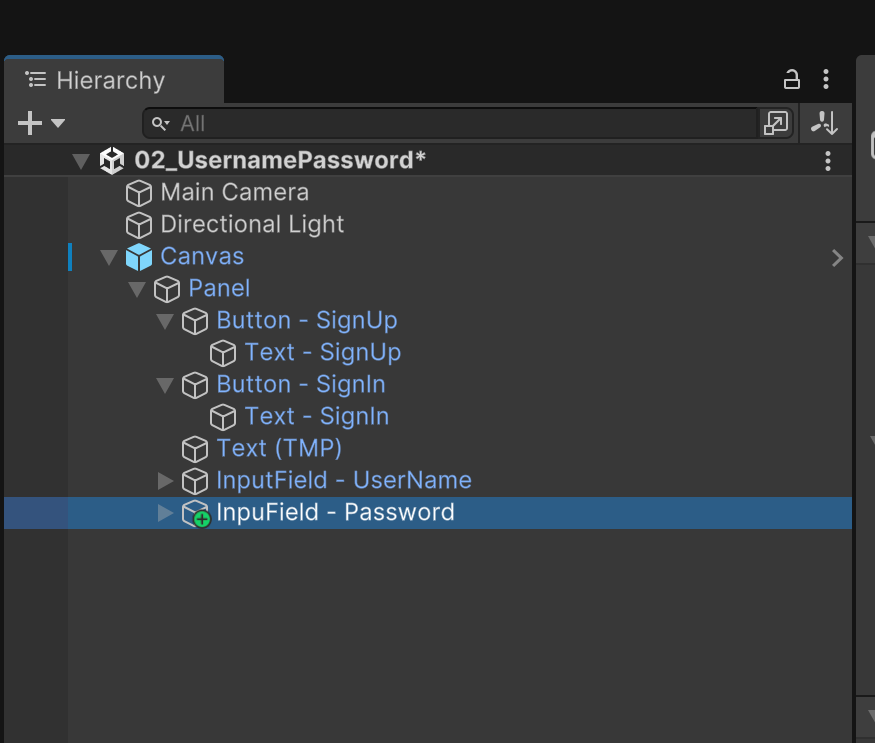 Hierarchy
All
02_UsernamePassword*
Main Camera
Directional Light
Canvas
Panel
Button - SignUp
Text - SignUp
Button - SignIn
Text - SignIn
Text (TMP)
InputField - UserName
InpuField - Password